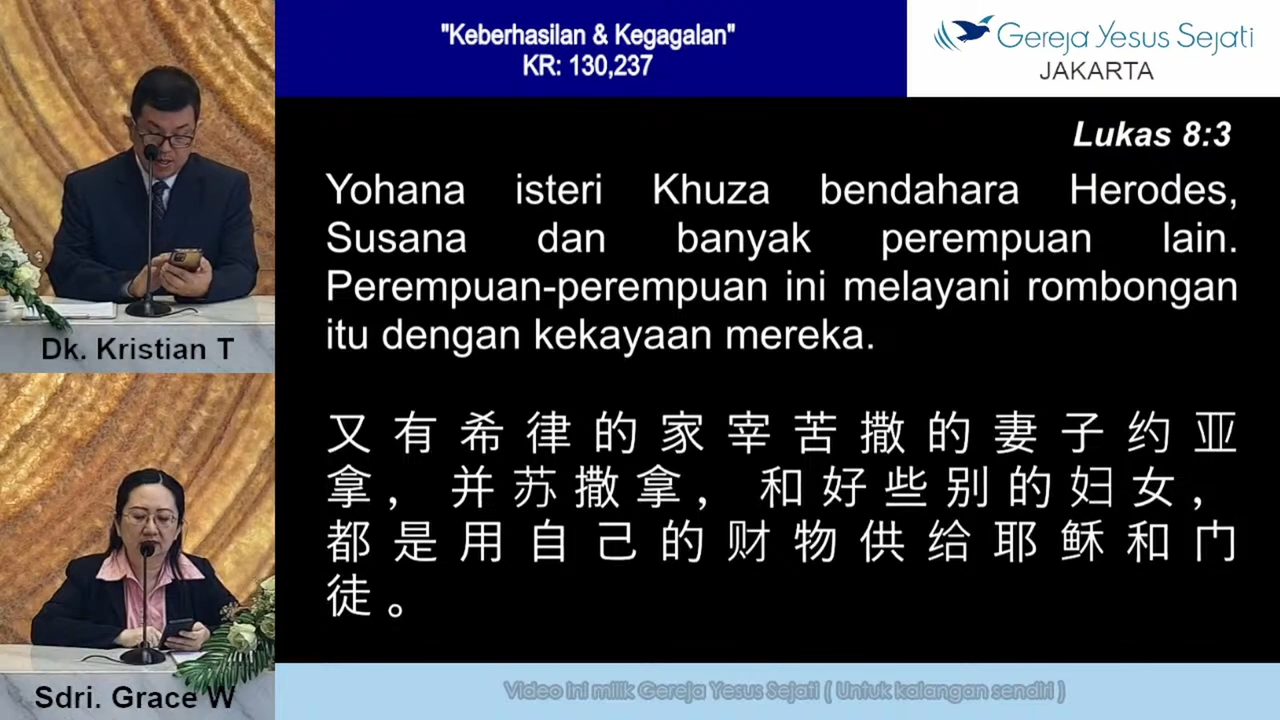 "Keberhasilan & Kegagalan"
KR: 130,237
Gereja Yesus Sejati
JAKARTA
Lukas 8:3
Yohana isteri Khuza bendahara Herodes,
Susana dan banyak perempuan lain.
Perempuan-perempuan ini melayani rombongan
itu dengan kekayaan mereka.
又有希律的家宰苦撒的妻子约亚
拿，并苏撒拿，和好些别的妇女，
都是用自己的财物供给耶稣和门
徒。
Dk. Kristian T
Sdri. Grace W
Video ini milik Gereja Yesus Sejati ( Untuk kalangan sendiri )